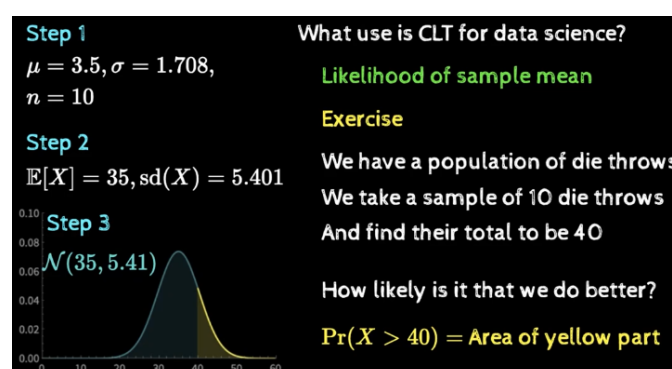 Step 1
μ = 3.5, σ = 1.708,
n = 10
Step 2
𝔼[X] = 35, sd(X) = 5.401
Step 3
𝒩(35, 5.41)
0.10
0.08
0.06
0.04
0.02
0.00
0 10 20 30 40 50 60
What use is CLT for data science?
Likelihood of sample mean
Exercise
We have a population of die throws
We take a sample of 10 die throws
And find their total to be 40
How likely is it that we do better?
Pr(X > 40) = Area of yellow part